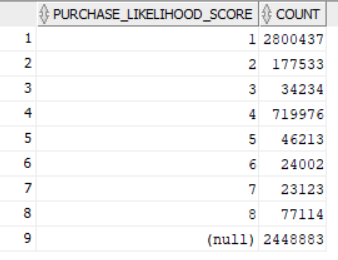 PURCHASE_LIKELIHOOD_SCORE COUNT
1 1 2800437
2 2 177533
3 3 34234
4 4 719976
5 5 46213
6 6 24002
7 7 23123
8 8 77114
9 (null) 2448883